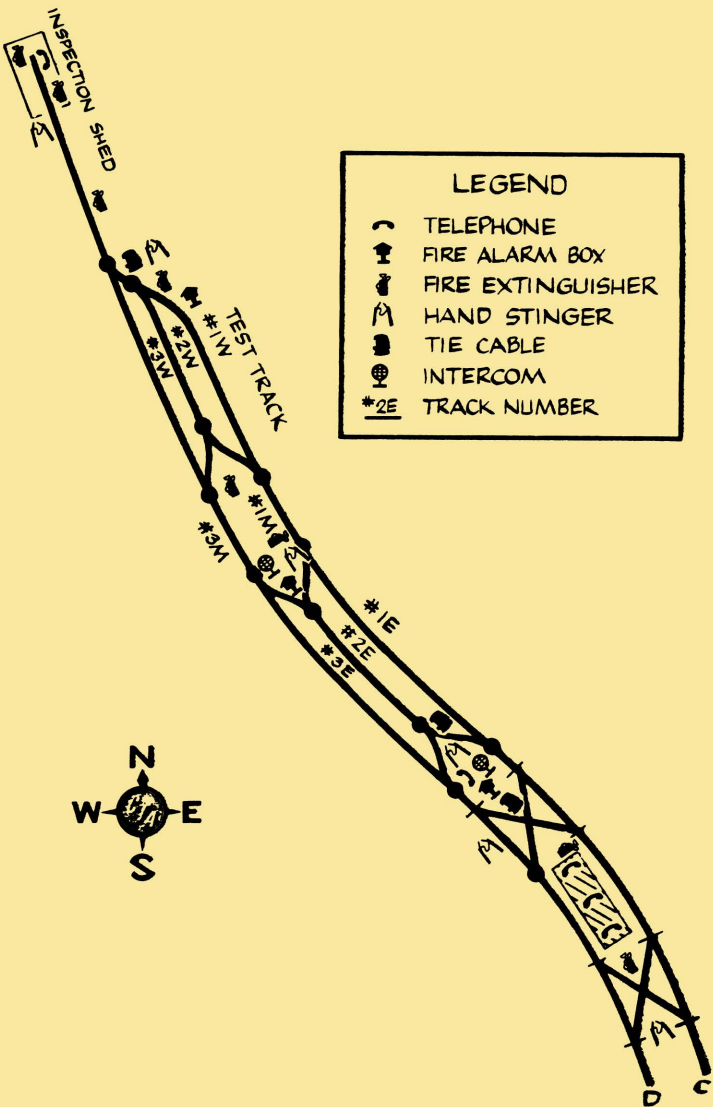 INSPECTION SHED
LEGEND
TELEPHONE
FIRE ALARM BOX
FIRE EXTINGUISHER
HAND STINGER
TIE CABLE
INTERCOM
#2E TRACK NUMBER
TEST TRACK
#1W
#2W
#3W
#1M
#3M
#1E
#2E
#3E
N
W E
S
CTA
D C